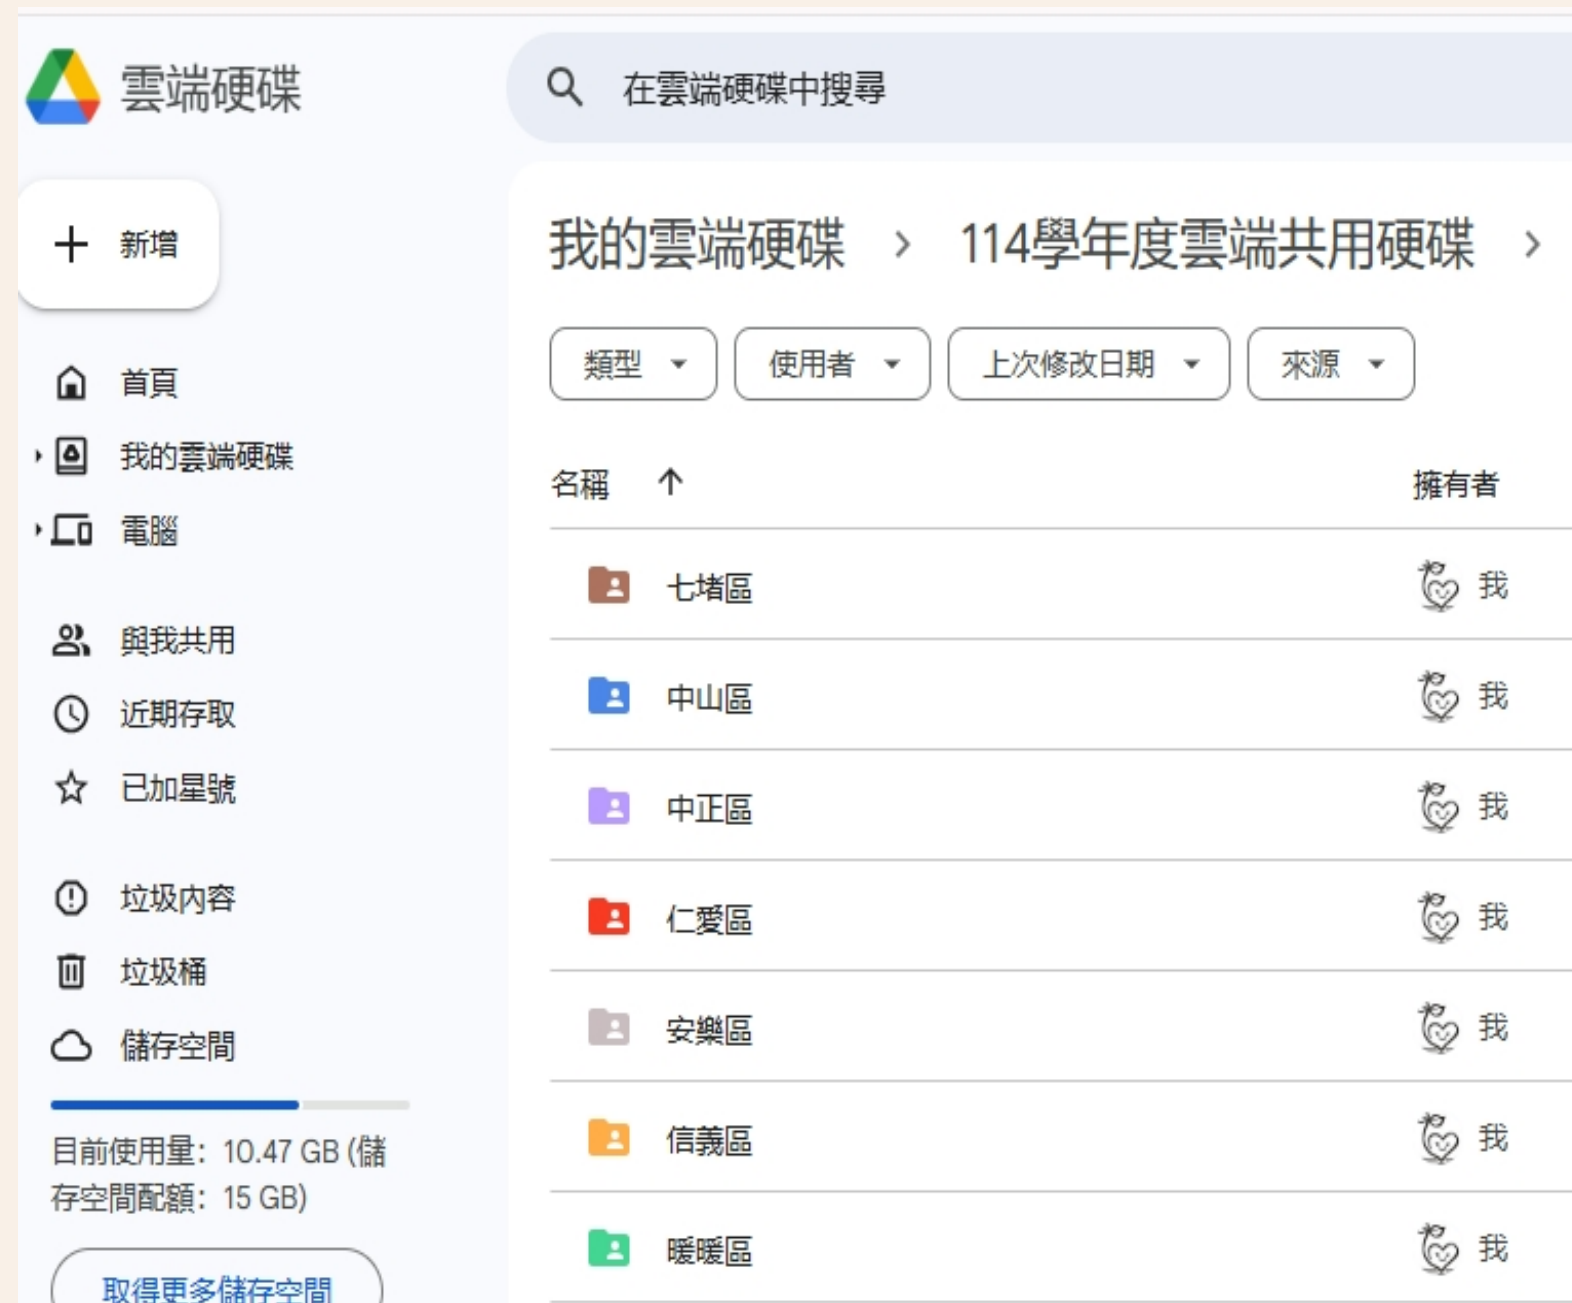 雲端硬碟
在雲端硬碟中搜尋
新增
首頁
我的雲端硬碟
電腦
與我共用
近期存取
已加星號
垃圾內容
垃圾桶
儲存空間
目前使用量：10.47 GB (儲
存空間配額：15 GB)
取得更多儲存空間
我的雲端硬碟 > 114學年度雲端共用硬碟 >
類型 使用者 上次修改日期 來源
名稱 ↑ 擁有者
七堵區 我
中山區 我
中正區 我
仁愛區 我
安樂區 我
信義區 我
暖暖區 我